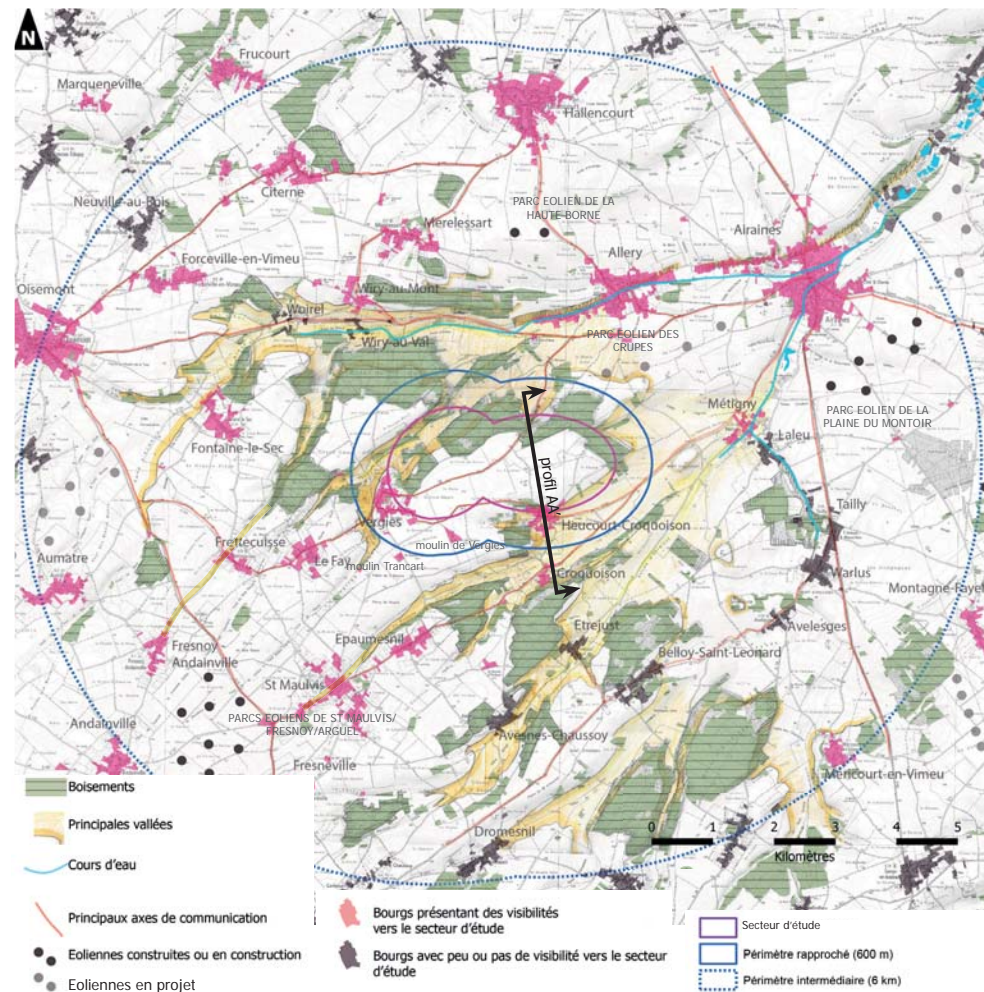 N
Frucourt
Marqueneville
Hallencourt
Citerne
Neuville-au-Bois
PARC EOLIEN DE LA
HAUTE-BORNE
Merelessart
Airaines
Forceville-en-Vimeu
Allery
Oisemont
Wiry-au-Mont
Woirel
PARC EOLIEN DES
CRUPES
Wiry-au-Val
Métigny
PARC EOLIEN DE LA
PLAINE DU MONTOIR
Laleu
Fontaine-le-Sec
profil AA'
Tailly
Vergies
Heucourt-Croquoison
Frettecuisse
moulin de Vergies
Le Fay
moulin Trancart
Aumatre
Croquoison
Warlus
Montagne-Fayel
Etrejust
Avelesges
Epaumesnil
Fresnoy
Andainville
Belloy-Saint-Leonard
St Maulvis
PARCS EOLIENS DE ST MAULVIS/
FRESNOY/ARGUEL
Andainville
Avesnes-Chaussoy
Fresneville
Méricourt-en-Vimeu
Dromesnil
0 1 2 3 4 5
Kilomètres
Boisements
Principales vallées
Cours d'eau
Principaux axes de communication
Eoliennes construites ou en construction
Eoliennes en projet
Bourgs présentant des visibilités
vers le secteur d'étude
Bourgs avec peu ou pas de visibilité vers le secteur
d'étude
Secteur d'étude
Périmètre rapproché (600 m)
Périmètre intermédiaire (6 km)